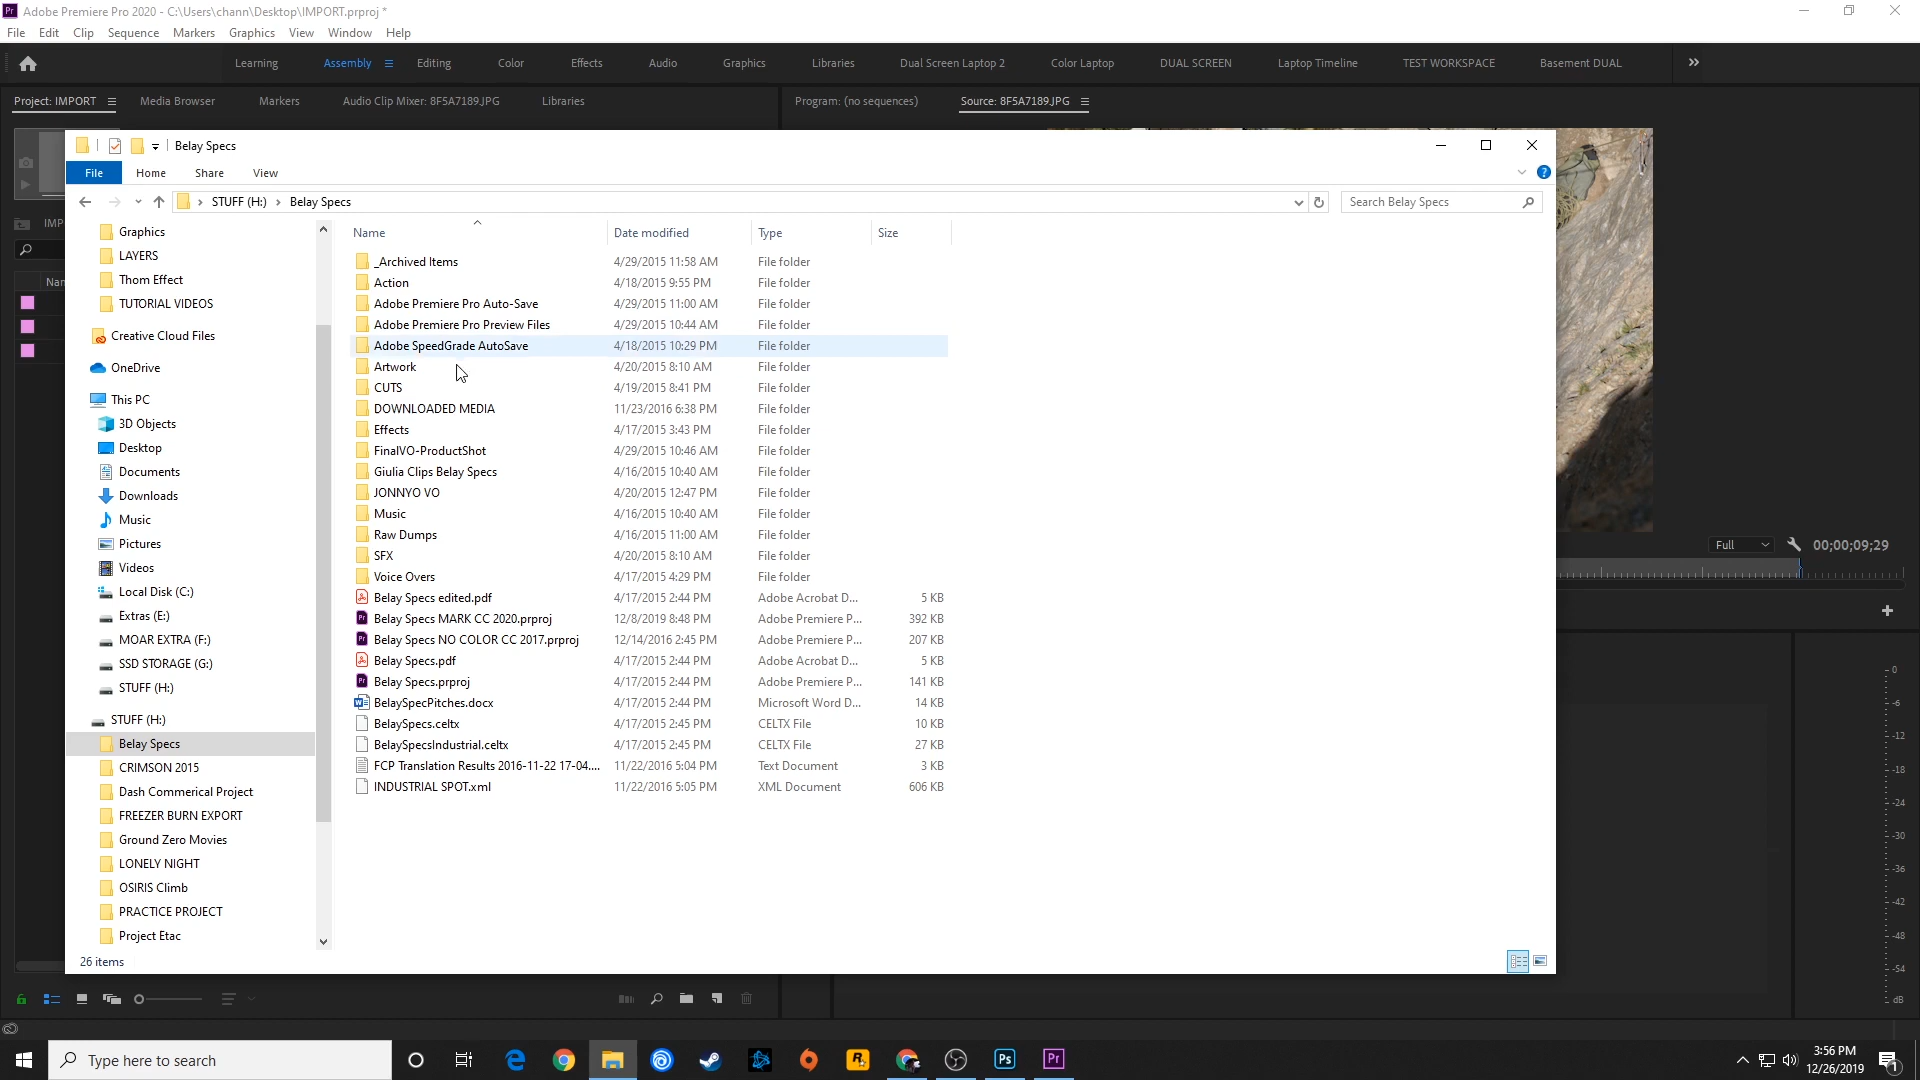 Adobe Premiere Pro 2020 - C:\Users\chann\Desktop\IMPORT.prproj *
File Edit Clip Sequence Markers Graphics View Window Help
Learning Assembly Editing Color Effects Audio Graphics Libraries Dual Screen Laptop 2 Color Laptop DUAL SCREEN Laptop Timeline TEST WORKSPACE Basement DUAL
Project: IMPORT Media Browser Markers Audio Clip Mixer: 8F5A7189.JPG Libraries Program: (no sequences) Source: 8F5A7189.JPG
Belay Specs
File Home Share View
STUFF (H:) Belay Specs Search Belay Specs
IMP
Nam
Graphics
LAYERS
Thom Effect
TUTORIAL VIDEOS
Creative Cloud Files
OneDrive
This PC
3D Objects
Desktop
Documents
Downloads
Music
Pictures
Videos
Local Disk (C:)
Extras (E:)
MOAR EXTRA (F:)
SSD STORAGE (G:)
STUFF (H:)
STUFF (H:)
Belay Specs
CRIMSON 2015
Dash Commerical Project
FREEZER BURN EXPORT
Ground Zero Movies
LONELY NIGHT
OSIRIS Climb
PRACTICE PROJECT
Project Etac
26 items
Name Date modified Type Size
_Archived Items 4/29/2015 11:58 AM File folder
Action 4/18/2015 9:55 PM File folder
Adobe Premiere Pro Auto-Save 4/29/2015 11:00 AM File folder
Adobe Premiere Pro Preview Files 4/29/2015 10:44 AM File folder
Adobe SpeedGrade AutoSave 4/18/2015 10:29 PM File folder
Artwork 4/20/2015 8:10 AM File folder
CUTS 4/19/2015 8:41 PM File folder
DOWNLOADED MEDIA 11/23/2016 6:38 PM File folder
Effects 4/17/2015 3:43 PM File folder
FinalVO-ProductShot 4/29/2015 10:46 AM File folder
Giulia Clips Belay Specs 4/16/2015 10:40 AM File folder
JONNYO VO 4/20/2015 12:47 PM File folder
Music 4/16/2015 10:40 AM File folder
Raw Dumps 4/16/2015 11:00 AM File folder
SFX 4/20/2015 8:10 AM File folder
Voice Overs 4/17/2015 4:29 PM File folder
Belay Specs edited.pdf 4/17/2015 2:44 PM Adobe Acrobat D... 5 KB
Belay Specs MARK CC 2020.prproj 12/8/2019 8:48 PM Adobe Premiere P... 392 KB
Belay Specs NO COLOR CC 2017.prproj 12/14/2016 2:45 PM Adobe Premiere P... 207 KB
Belay Specs.pdf 4/17/2015 2:44 PM Adobe Acrobat D... 5 KB
Belay Specs.prproj 4/17/2015 2:44 PM Adobe Premiere P... 141 KB
BelaySpecPitches.docx 4/17/2015 2:44 PM Microsoft Word D... 14 KB
BelaySpecs.celtx 4/17/2015 2:45 PM CELTX File 10 KB
BelaySpecsIndustrial.celtx 4/17/2015 2:45 PM CELTX File 27 KB
FCP Translation Results 2016-11-22 17-04.... 11/22/2016 5:04 PM Text Document 3 KB
INDUSTRIAL SPOT.xml 11/22/2016 5:05 PM XML Document 606 KB
Full 00;00;09;29
0
-6
-12
-18
-24
-30
-36
-42
-48
-54
dB
Type here to search
Ps
Pr
3:56 PM
12/26/2019
1